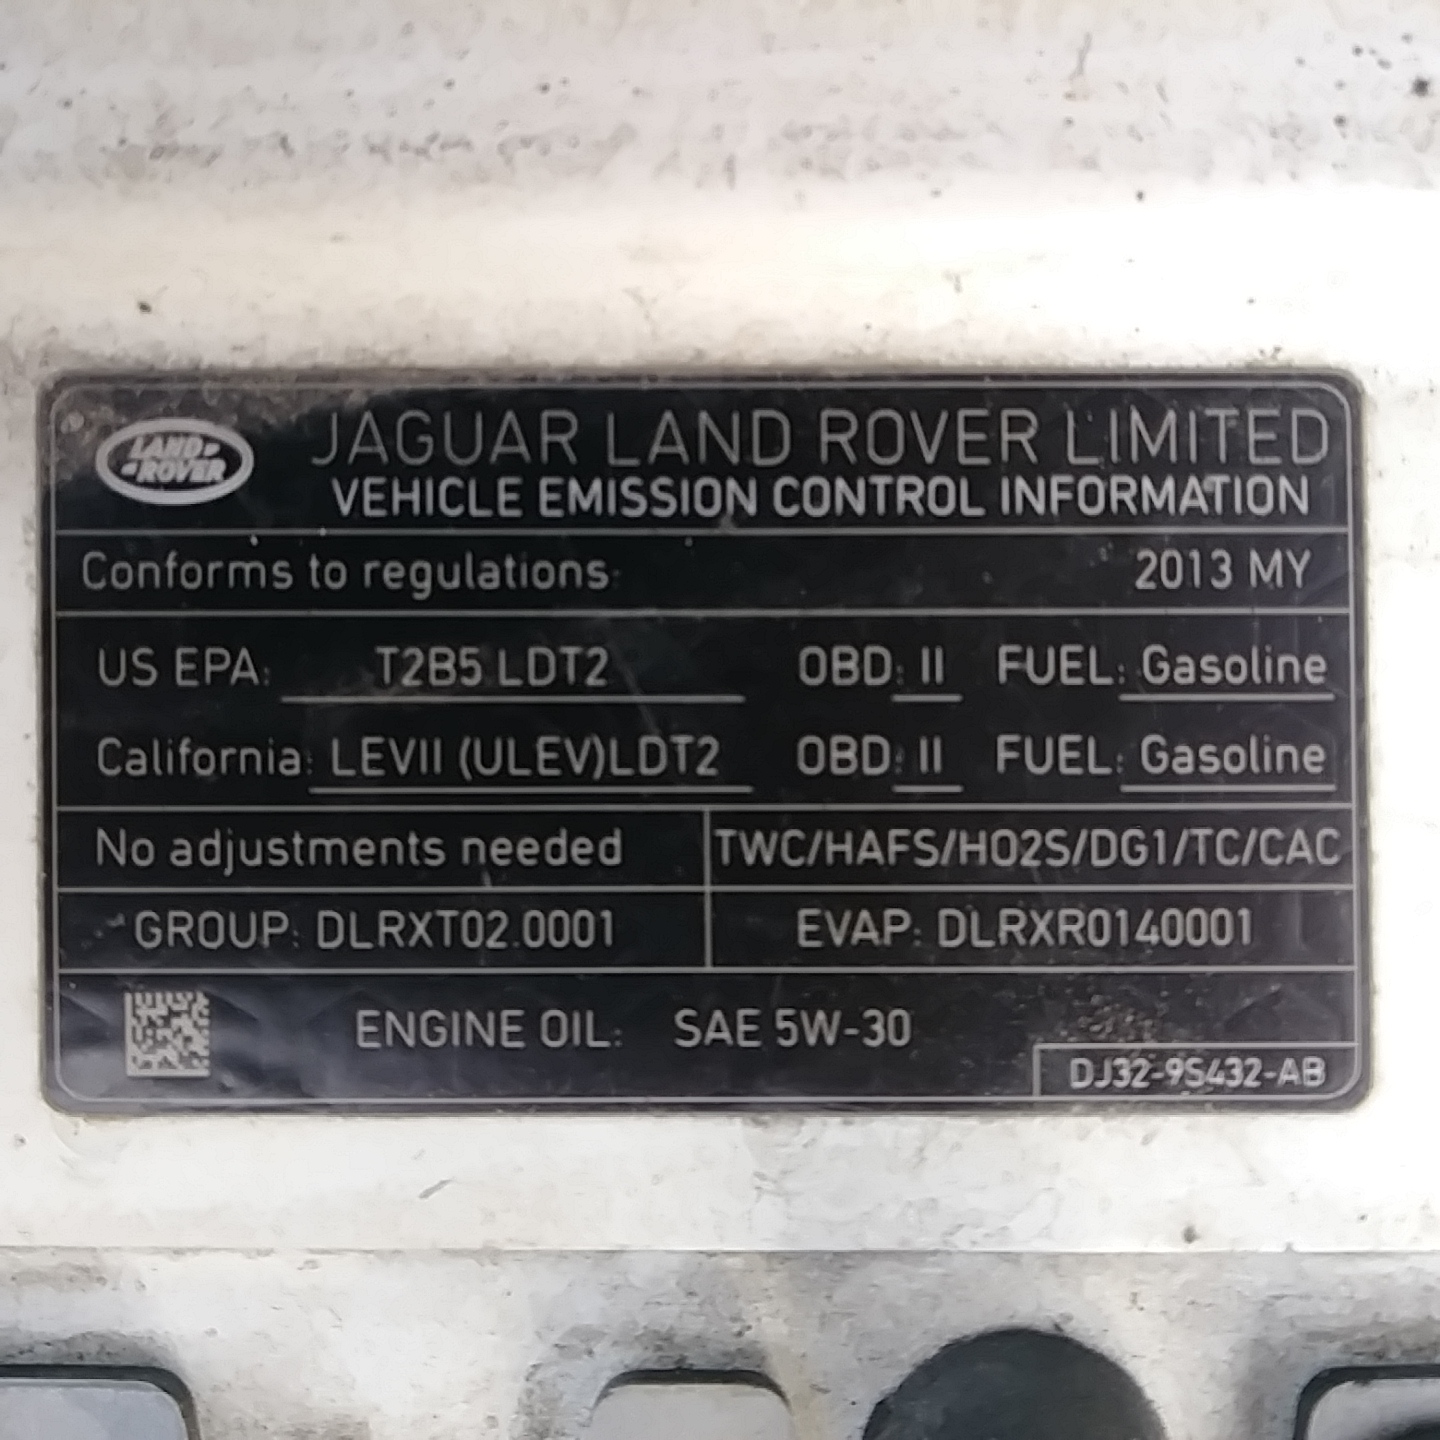 LAND
ROVER
JAGUAR LAND ROVER LIMITED
VEHICLE EMISSION CONTROL INFORMATION
Conforms to regulations: 2013 MY
US EPA: T2B5 LDT2 OBD: II FUEL: Gasoline
California: LEVII (ULEV)LDT2 OBD: II FUEL: Gasoline
No adjustments needed TWC/HAFS/HO2S/DG1/TC/CAC
GROUP: DLRXT02.0001 EVAP: DLRXR0140001
ENGINE OIL: SAE 5W-30
DJ32-9S432-AB